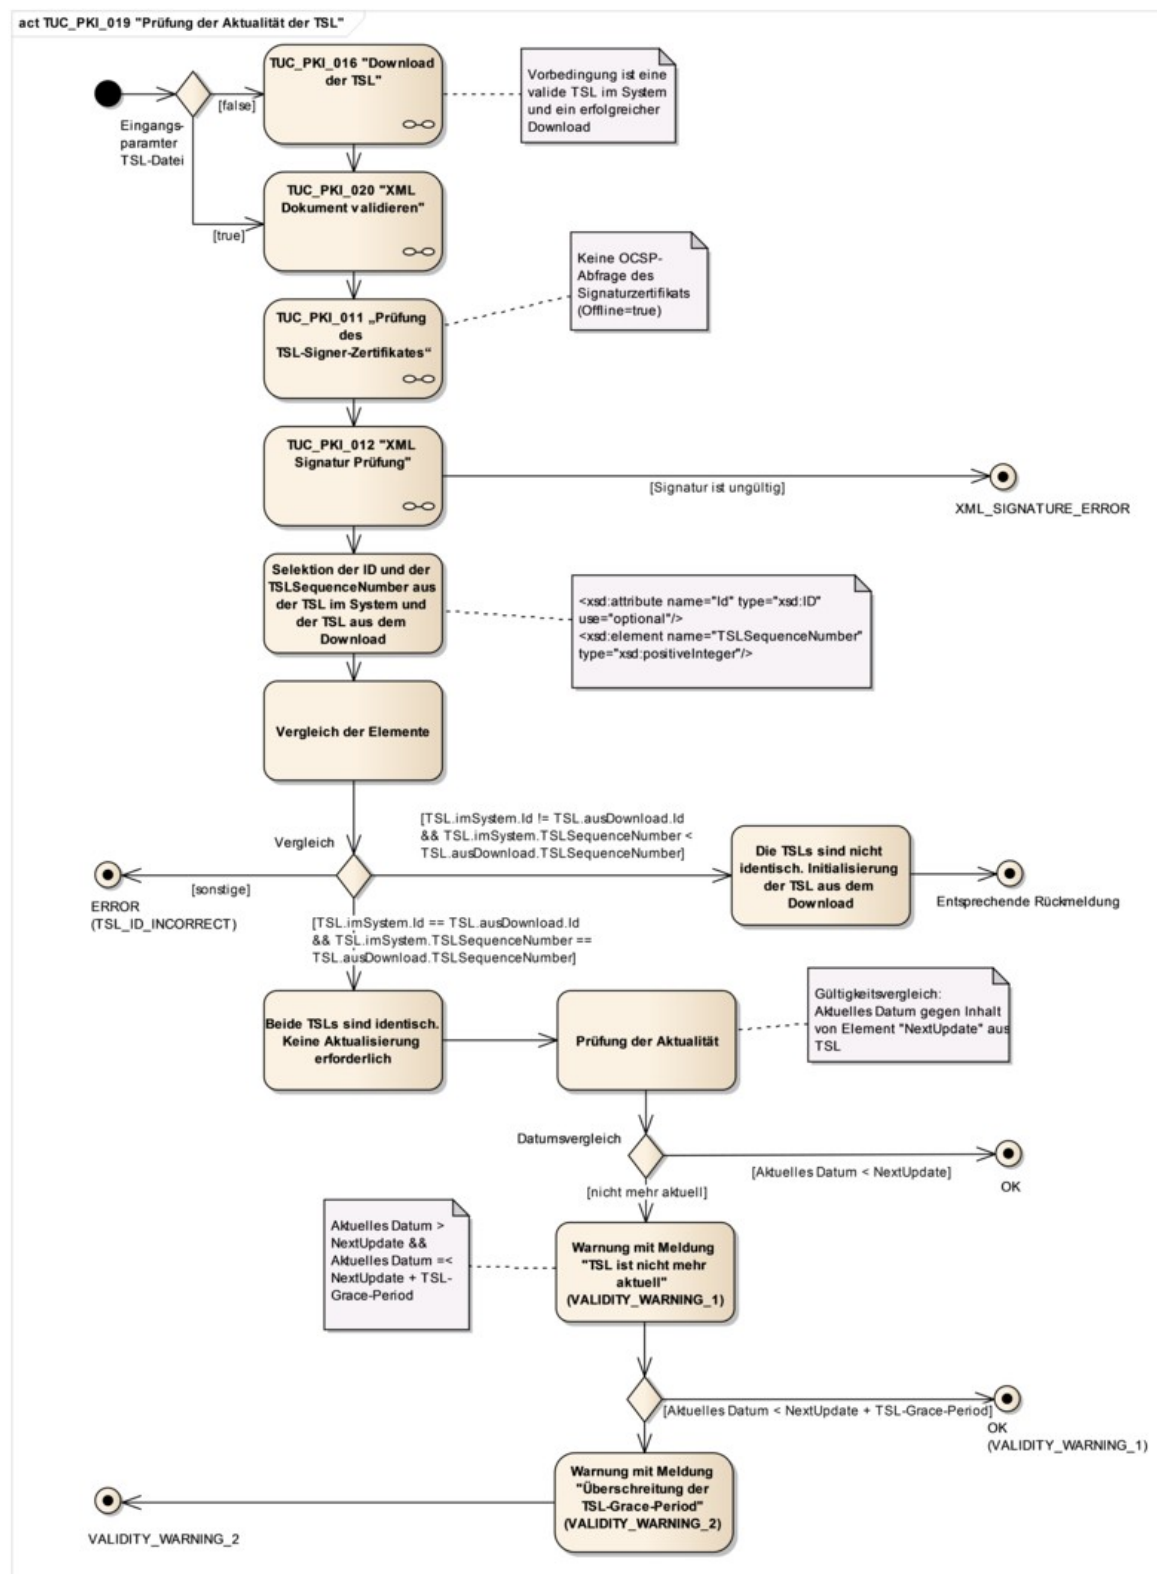 act TUC_PKI_019 "Prüfung der Aktualität der TSL"
TUC_PKI_016 "Download
der TSL"
Vorbedingung ist eine
valide TSL im System
und ein erfolgreicher
Download
[false]
Eingangs-
paramter
TSL-Datei
TUC_PKI_020 "XML
Dokument validieren"
[true]
Keine OCSP-
Abfrage des
Signaturzertifikats
(Offline=true)
TUC_PKI_011 „Prüfung
des
TSL-Signer-Zertifikates“
TUC_PKI_012 "XML
Signatur Prüfung"
[Signatur ist ungültig]
XML_SIGNATURE_ERROR
Selektion der ID und der
TSLSequenceNumber aus
der TSL im System und
der TSL aus dem
Download
<xsd:attribute name="Id" type="xsd:ID"
use="optional"/>
<xsd:element name="TSLSequenceNumber"
type="xsd:positiveInteger"/>
Vergleich der Elemente
Vergleich
[TSL.imSystem.Id != TSL.ausDownload.Id
&& TSL.imSystem.TSLSequenceNumber <
TSL.ausDownload.TSLSequenceNumber]
Die TSLs sind nicht
identisch. Initialisierung
der TSL aus dem
Download
Entsprechende Rückmeldung
[sonstige]
ERROR
(TSL_ID_INCORRECT)
[TSL.imSystem.Id == TSL.ausDownload.Id
&& TSL.imSystem.TSLSequenceNumber ==
TSL.ausDownload.TSLSequenceNumber]
Beide TSLs sind identisch.
Keine Aktualisierung
erforderlich
Prüfung der Aktualität
Gültigkeitsvergleich:
Aktuelles Datum gegen Inhalt
von Element "NextUpdate" aus
TSL
Datumsvergleich
[Aktuelles Datum < NextUpdate]
OK
[nicht mehr aktuell]
Aktuelles Datum >
NextUpdate &&
Aktuelles Datum =<
NextUpdate + TSL-
Grace-Period
Warnung mit Meldung
"TSL ist nicht mehr
aktuell"
(VALIDITY_WARNING_1)
[Aktuelles Datum < NextUpdate + TSL-Grace-Period]
OK
(VALIDITY_WARNING_1)
Warnung mit Meldung
"Überschreitung der
TSL-Grace-Period"
(VALIDITY_WARNING_2)
VALIDITY_WARNING_2